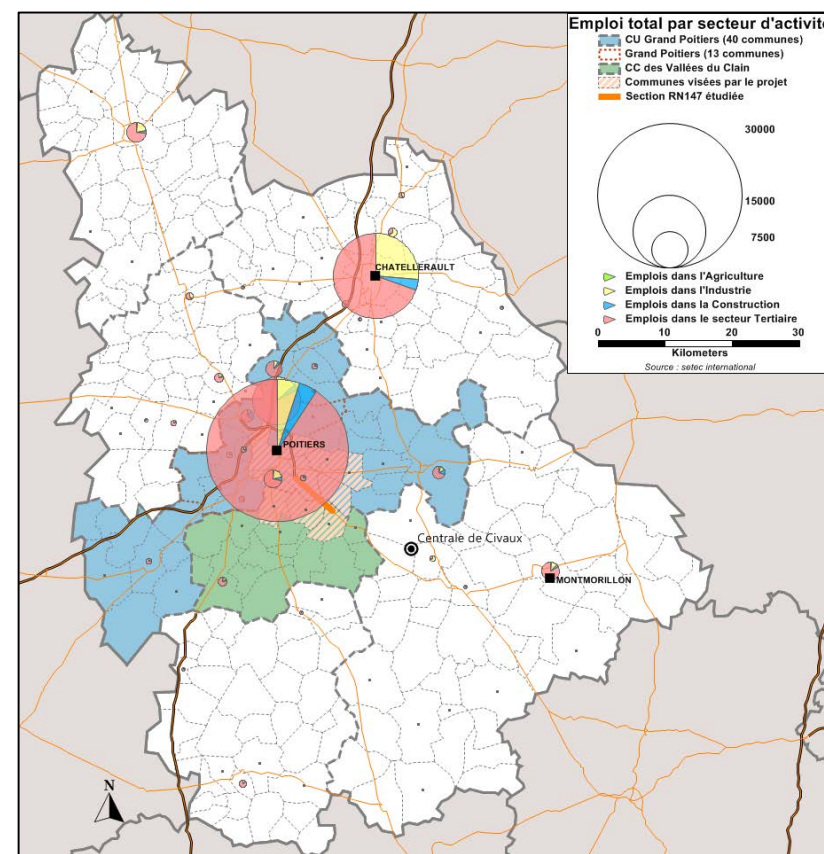 Emploi total par secteur d'activité
CU Grand Poitiers (40 communes)
Grand Poitiers (13 communes)
CC des Vallées du Clain
Communes visées par le projet
Section RN147 étudiée
30000
15000
7500
Emplois dans l'Agriculture
Emplois dans l'Industrie
Emplois dans la Construction
Emplois dans le secteur Tertiaire
0 10 20 30
Kilometers
Source : setec international
CHATELLERAULT
POITIERS
Centrale de Civaux
MONTMORILLON
N